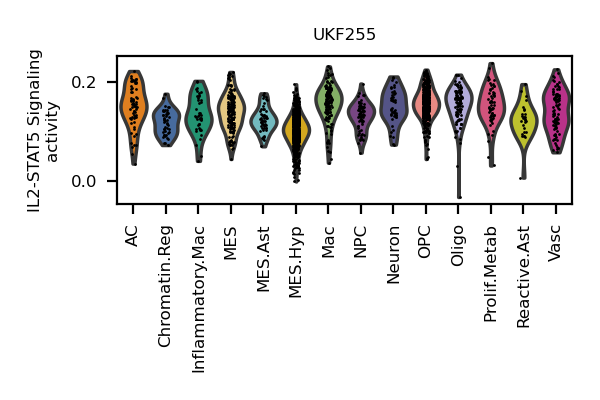 UKF255
IL2-STAT5 Signaling
activity
0.2
0.0
AC
Chromatin.Reg
Inflammatory.Mac
MES
MES.Ast
MES.Hyp
Mac
NPC
Neuron
OPC
Oligo
Prolif.Metab
Reactive.Ast
Vasc